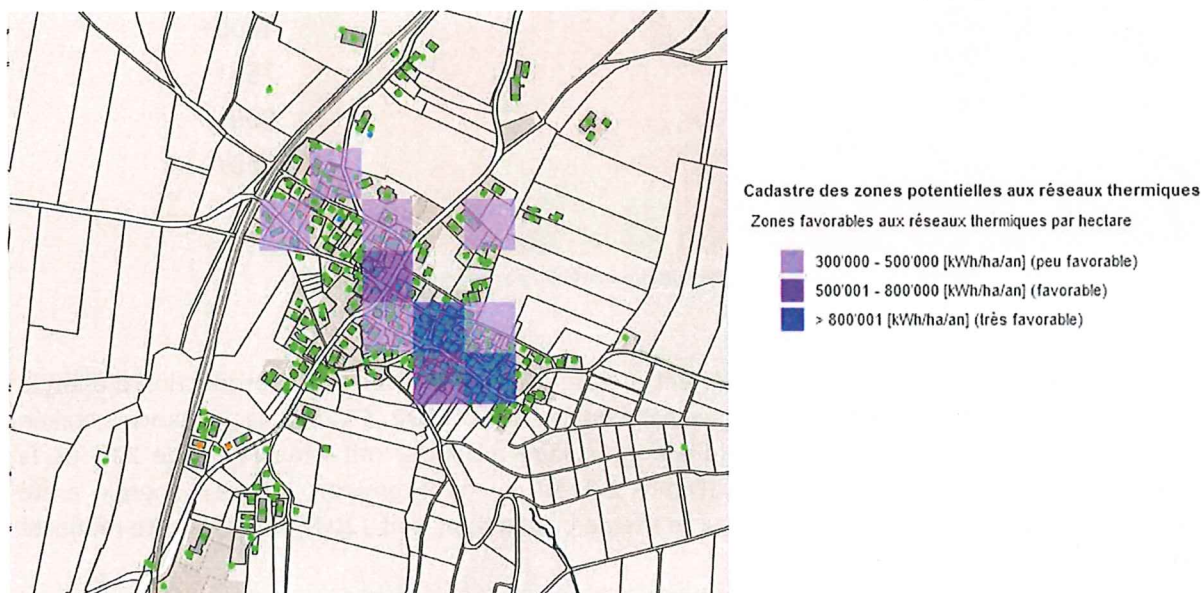 Cadastre des zones potentielles aux réseaux thermiques
Zones favorables aux réseaux thermiques par hectare
300'000 - 500'000 [kWh/ha/an] (peu favorable)
500'001 - 800'000 [kWh/ha/an] (favorable)
> 800'001 [kWh/ha/an] (très favorable)